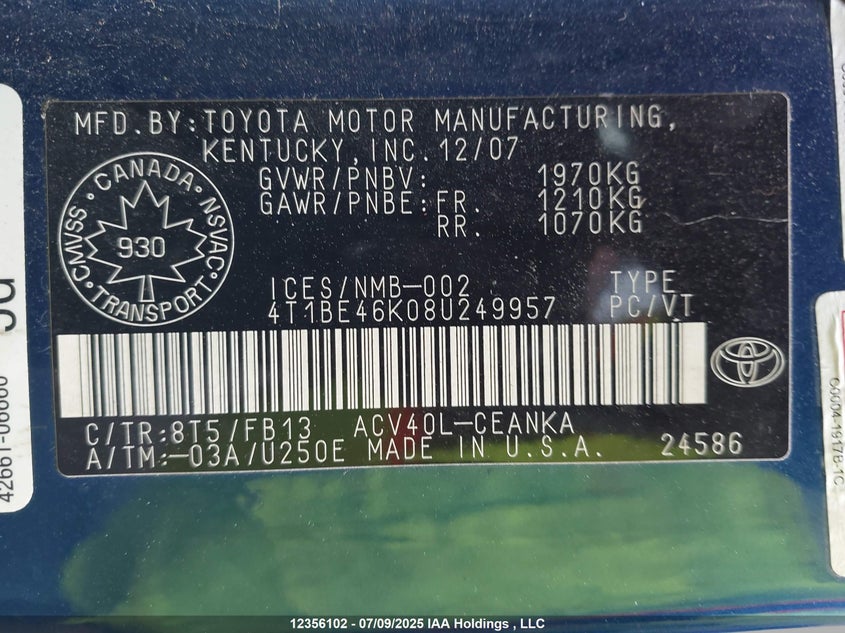 MFD.BY:TOYOTA MOTOR MANUFACTURING,
KENTUCKY,INC.12/07
GVWR/PNBV: 1970KG
GAWR/PNBE:FR. 1210KG
RR. 1070KG
CANADA
CMVSS NSVAC
930
TRANSPORT
ICES/NMB-002 TYPE
4T1BE46K08U249957 PC/VT
C/TR:8T5/FB13 ACV40L-CEANKA
A/TM:-03A/U250E MADE IN U.S.A. 24586
12356102 - 07/09/2025 IAA Holdings , LLC